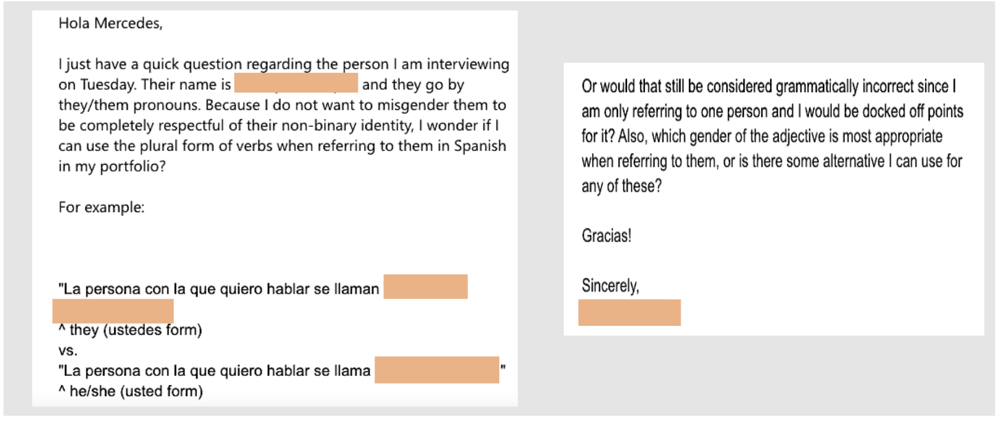 Hola Mercedes,
I just have a quick question regarding the person I am interviewing
on Tuesday. Their name is and they go by
they/them pronouns. Because I do not want to misgender them to
be completely respectful of their non-binary identity, I wonder if I
can use the plural form of verbs when referring to them in Spanish
in my portfolio?
For example:
"La persona con la que quiero hablar se llaman
^ they (ustedes form)
vs.
"La persona con la que quiero hablar se llama "
^ he/she (usted form)
Or would that still be considered grammatically incorrect since I
am only referring to one person and I would be docked off points
for it? Also, which gender of the adjective is most appropriate
when referring to them, or is there some alternative I can use for
any of these?
Gracias!
Sincerely,